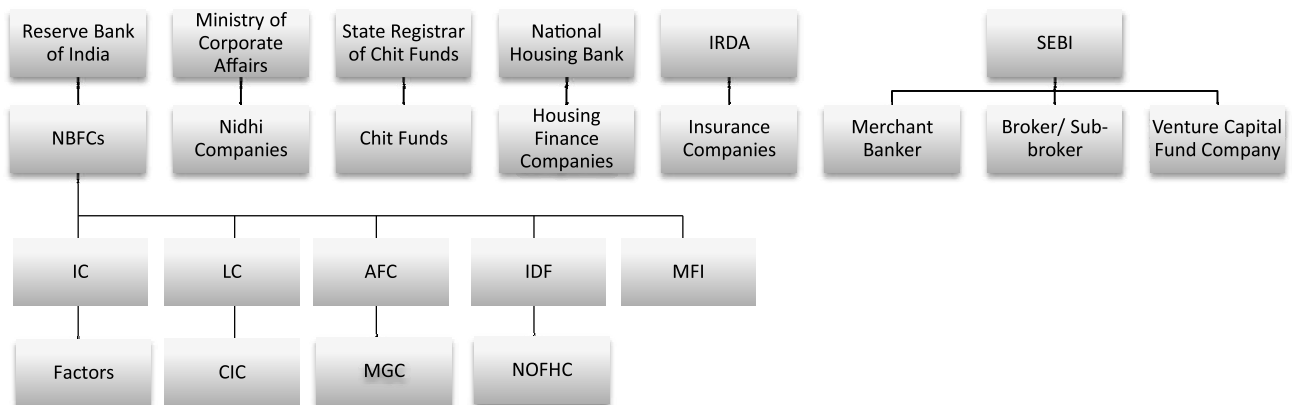 Reserve Bank
of India
Ministry of
Corporate
Affairs
State Registrar
of Chit Funds
National
Housing Bank
IRDA
SEBI
NBFCs
Nidhi
Companies
Chit Funds
Housing
Finance
Companies
Insurance
Companies
Merchant
Banker
Broker/ Sub-
broker
Venture Capital
Fund Company
IC
LC
AFC
IDF
MFI
Factors
CIC
MGC
NOFHC